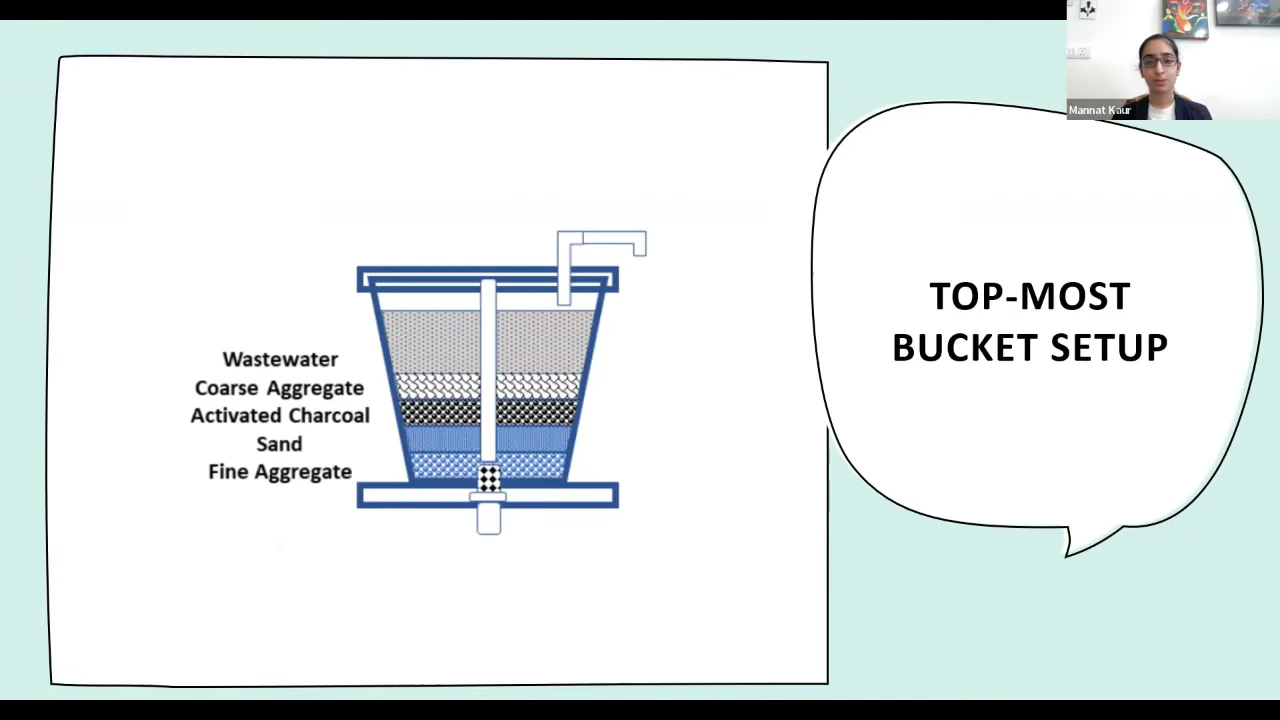 Mannat Kaur
Wastewater
Coarse Aggregate
Activated Charcoal
Sand
Fine Aggregate
TOP-MOST
BUCKET SETUP